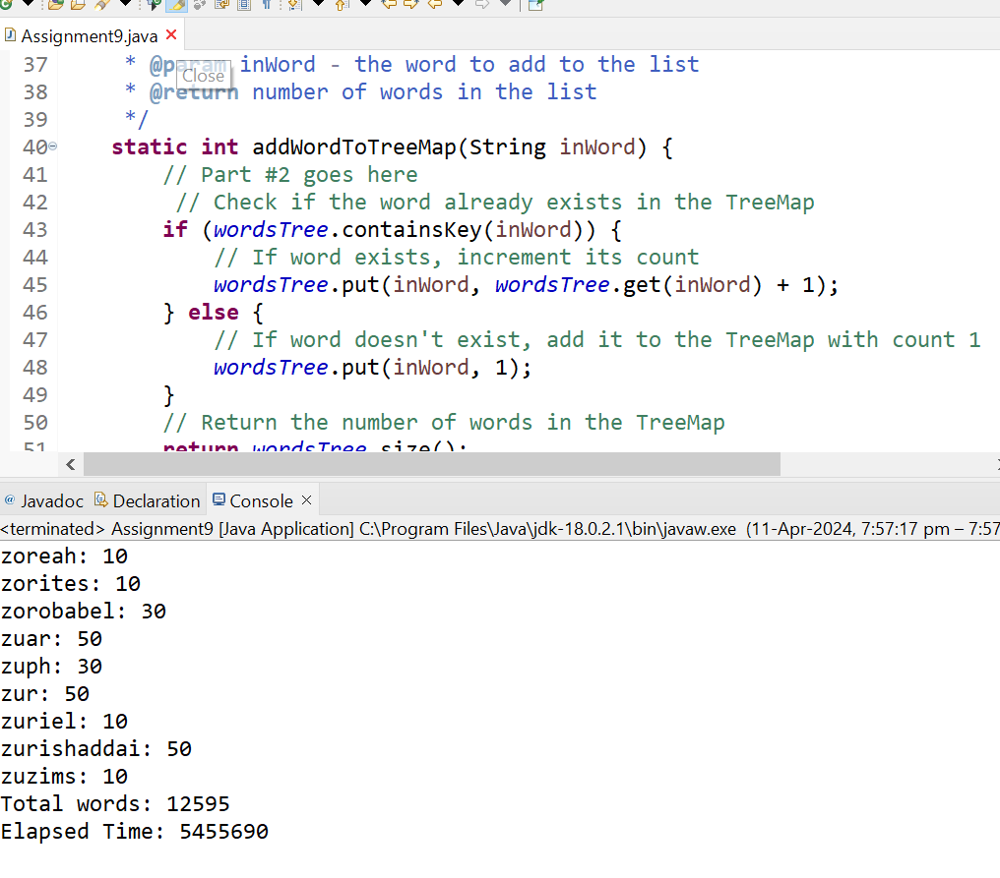 Assignment9.java
37 * @param inWord - the word to add to the list
Close
38 * @return number of words in the list
39 */
40 static int addWordToTreeMap(String inWord) {
41 // Part #2 goes here
42 // Check if the word already exists in the TreeMap
43 if (wordsTree.containsKey(inWord)) {
44 // If word exists, increment its count
45 wordsTree.put(inWord, wordsTree.get(inWord) + 1);
46 } else {
47 // If word doesn't exist, add it to the TreeMap with count 1
48 wordsTree.put(inWord, 1);
49 }
50 // Return the number of words in the TreeMap
51 return wordsTree.size();
@ Javadoc Declaration Console
<terminated> Assignment9 [Java Application] C:\Program Files\Java\jdk-18.0.2.1\bin\javaw.exe (11-Apr-2024, 7:57:17 pm – 7:57
zoreah: 10
zorites: 10
zorobabel: 30
zuar: 50
zuph: 30
zur: 50
zuriel: 10
zurishaddai: 50
zuzims: 10
Total words: 12595
Elapsed Time: 5455690